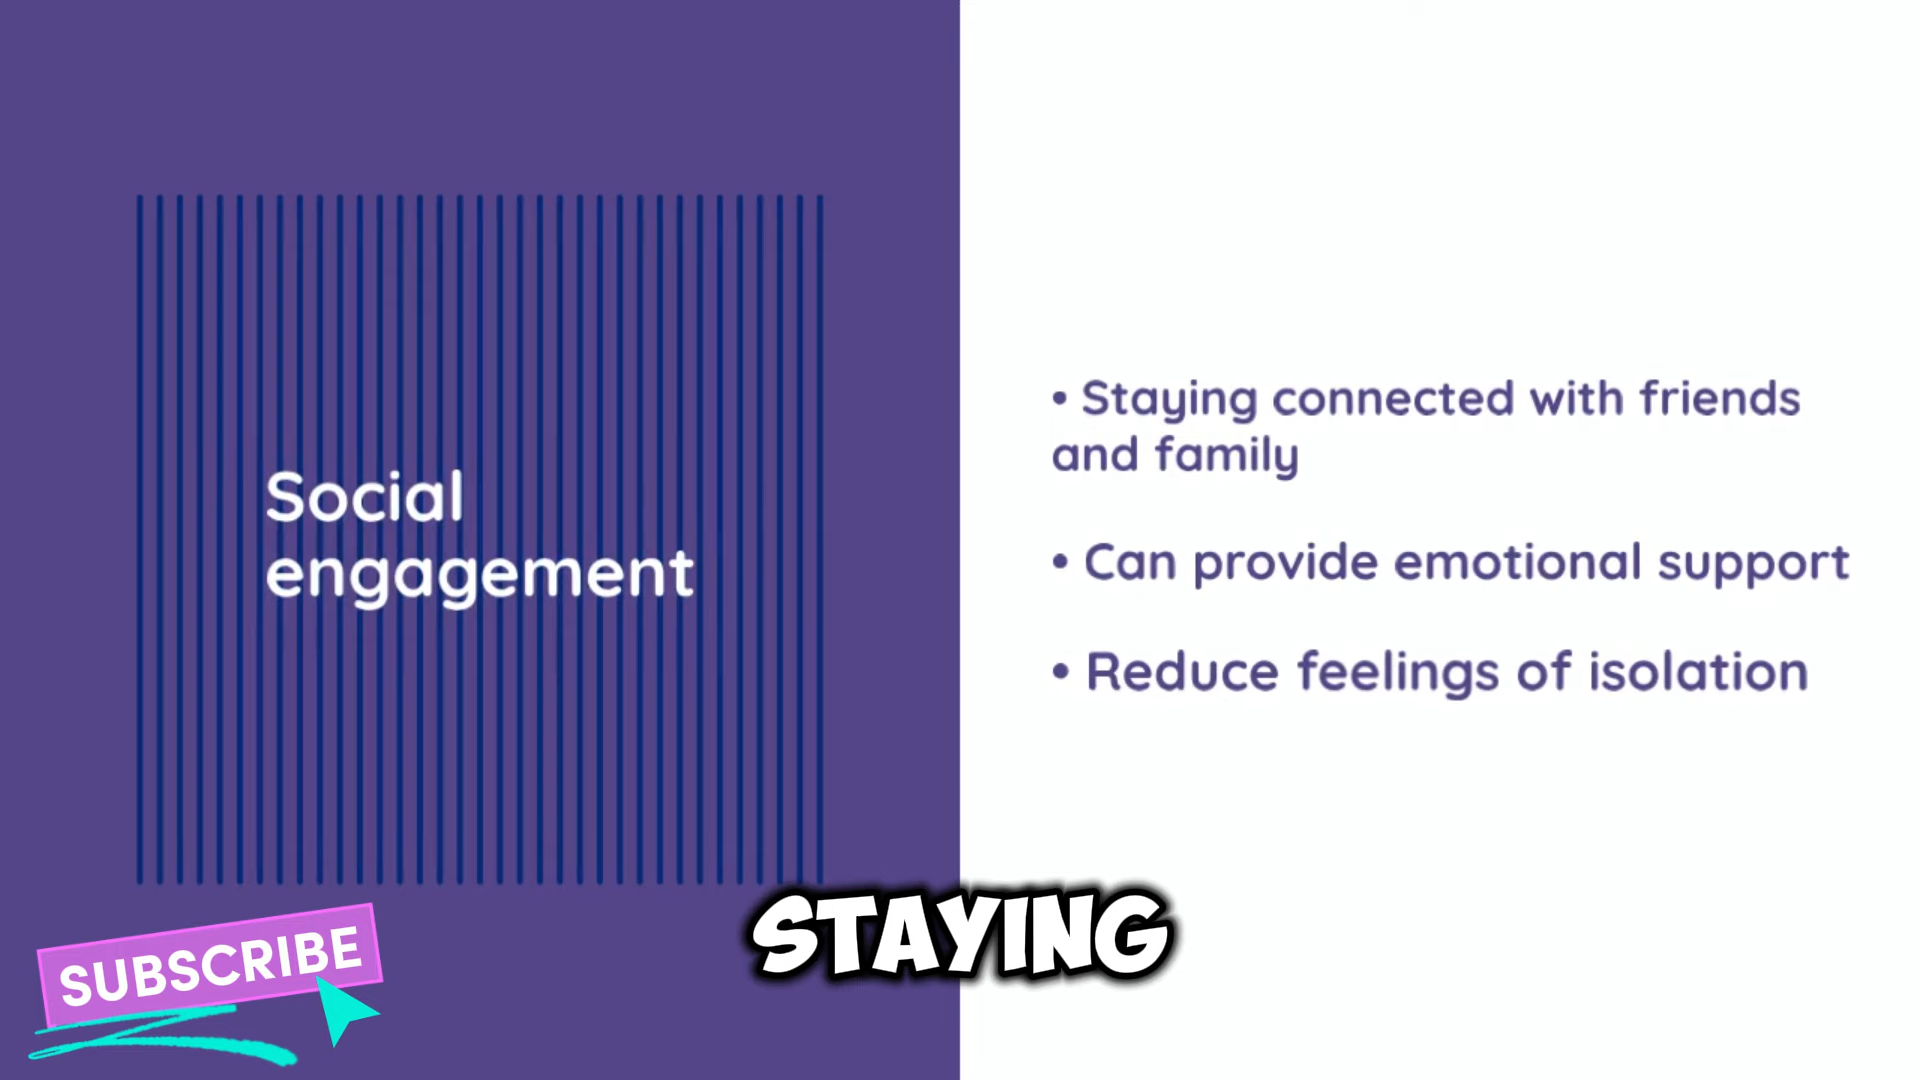 Social
engagement
• Staying connected with friends
and family
• Can provide emotional support
• Reduce feelings of isolation
STAYING
SUBSCRIBE